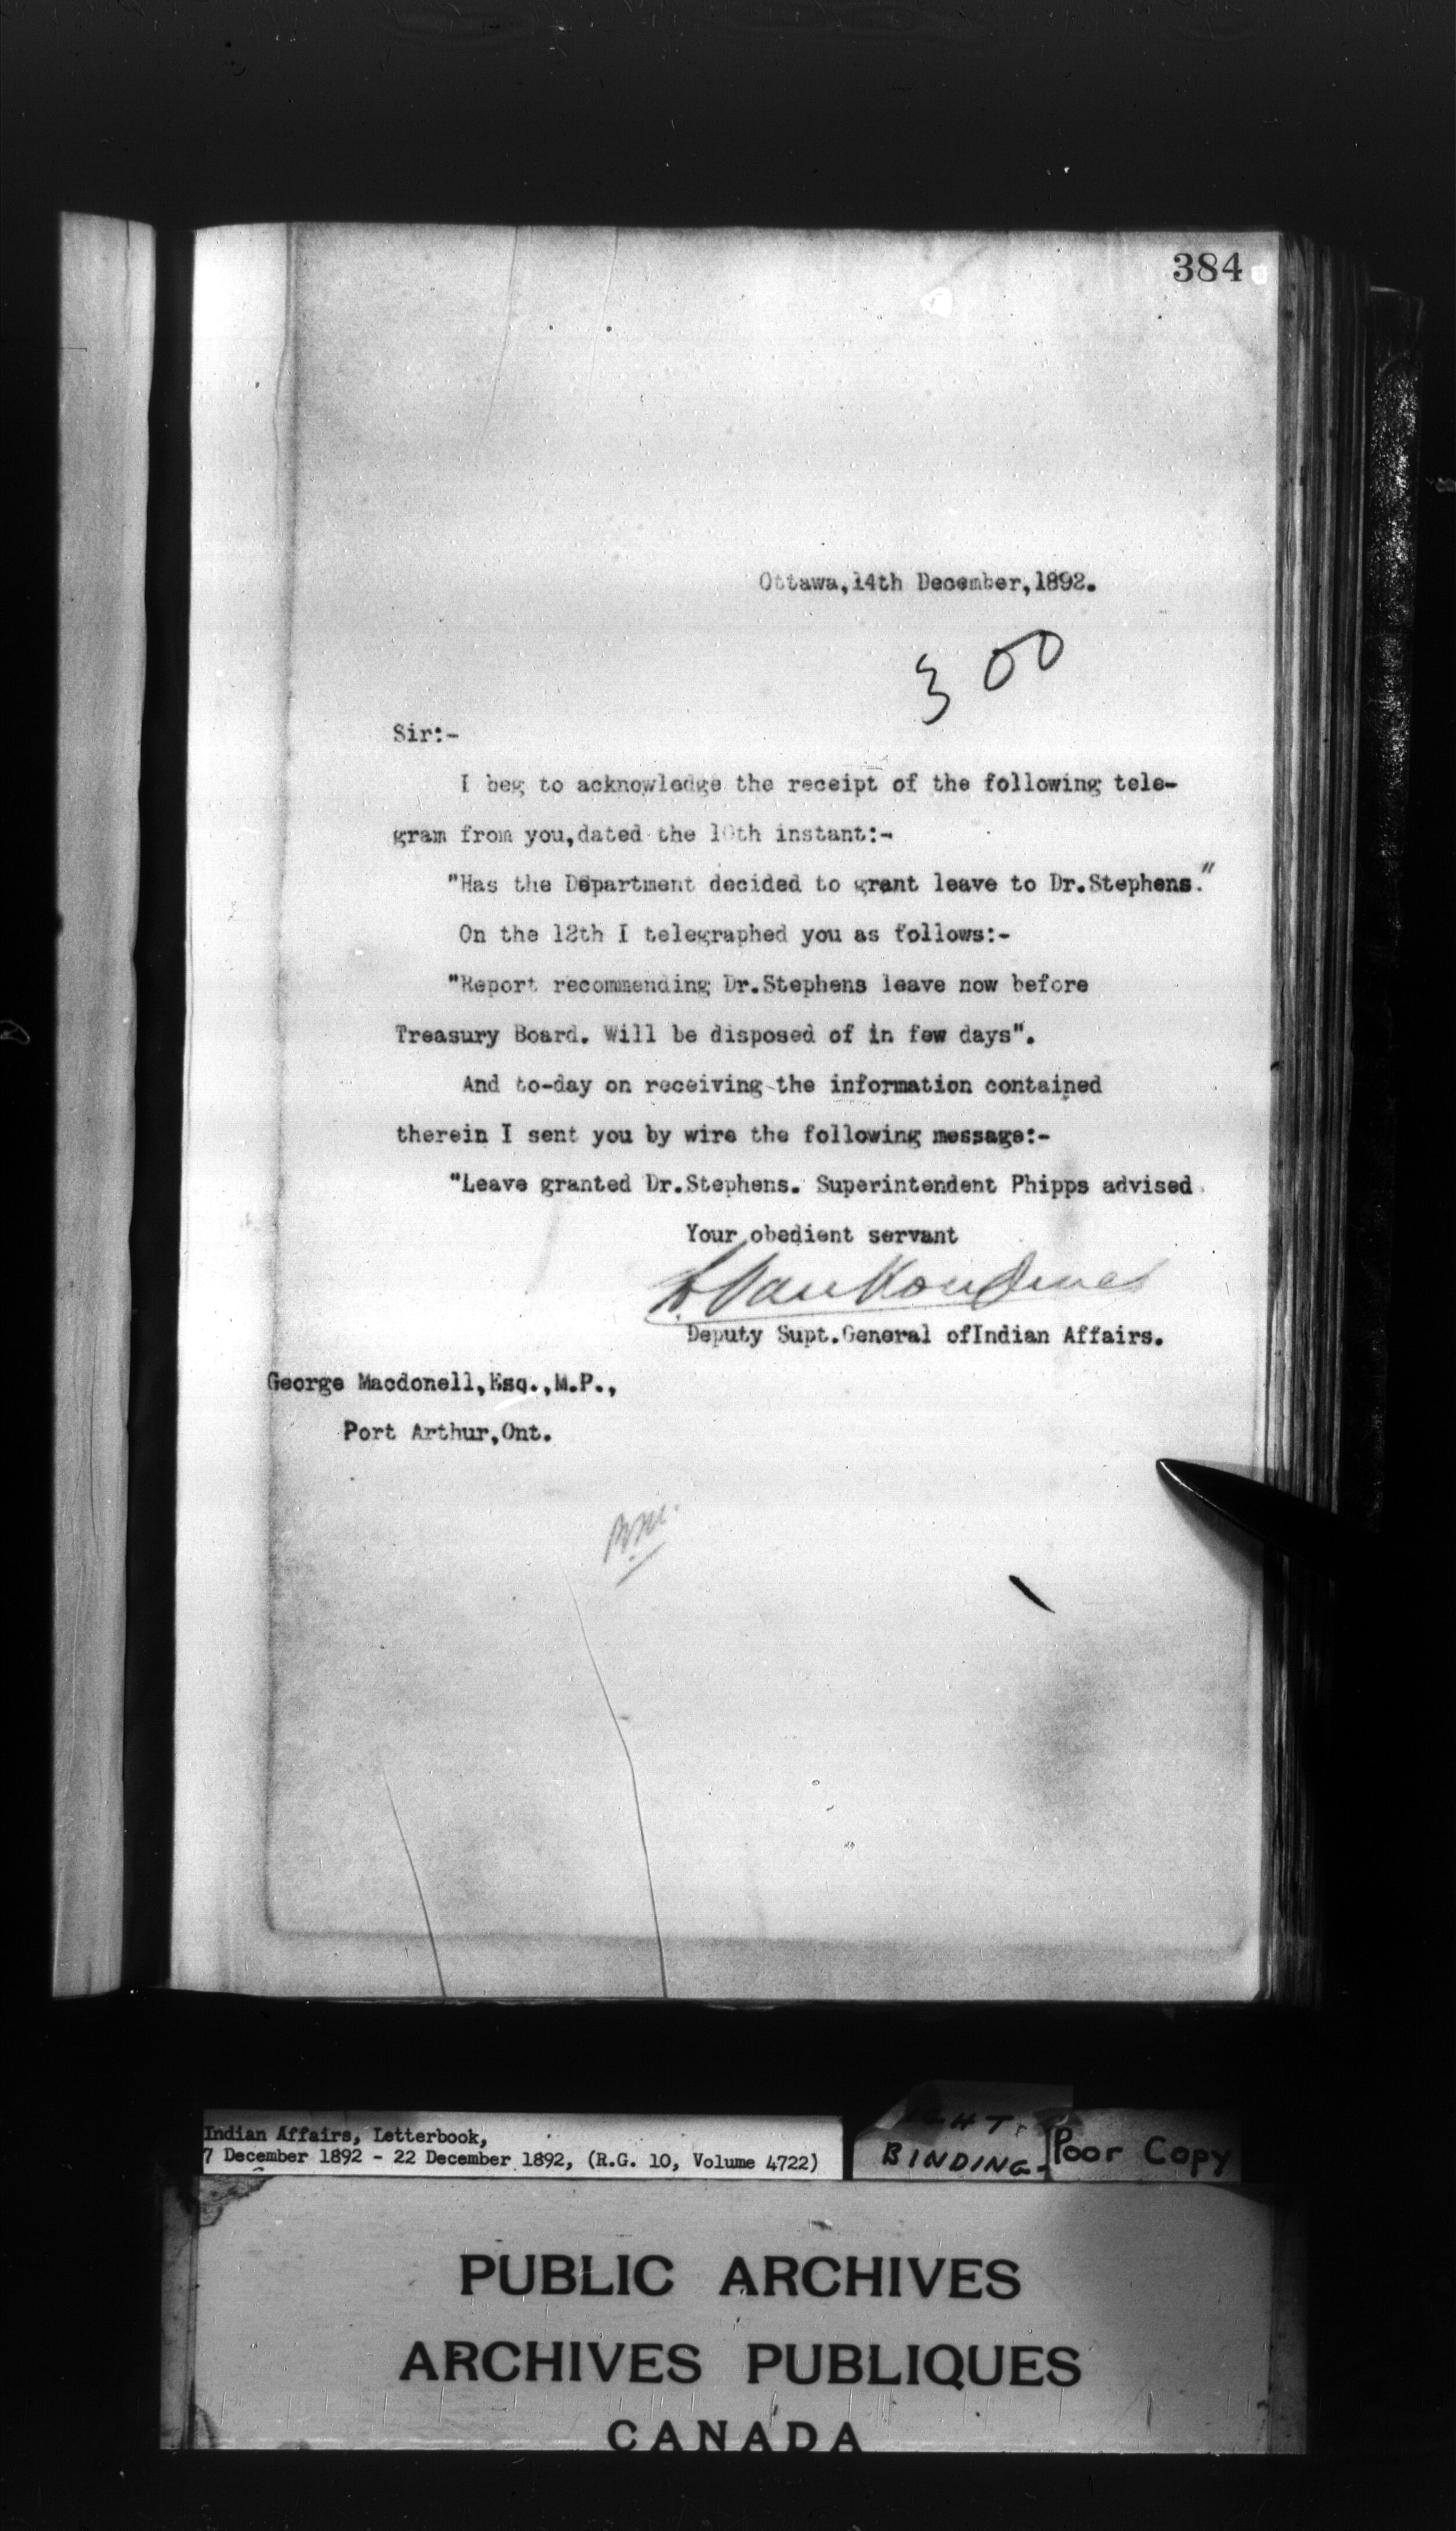 384
Ottawa,14th December,1892.
300
Sir:-
I beg to acknowledge the receipt of the following tele-
gram from you,dated the 10th instant:-
"Has the Department decided to grant leave to Dr.Stephens."
On the 12th I telegraphed you as follows:-
"Report recommending Dr.Stephens leave now before
Treasury Board. Will be disposed of in few days".
And to-day on receiving the information contained
therein I sent you by wire the following message:-
"Leave granted Dr.Stephens. Superintendent Phipps advised
Your obedient servant
L. VanKoughnet
Deputy Supt.General ofIndian Affairs.
George Macdonell,Esq.,M.P.,
Port Arthur,Ont.
Indian Affairs, Letterbook,
7 December 1892 - 22 December 1892, (R.G. 10, Volume 4722)
BINDING-
Poor Copy
PUBLIC ARCHIVES
ARCHIVES PUBLIQUES
CANADA